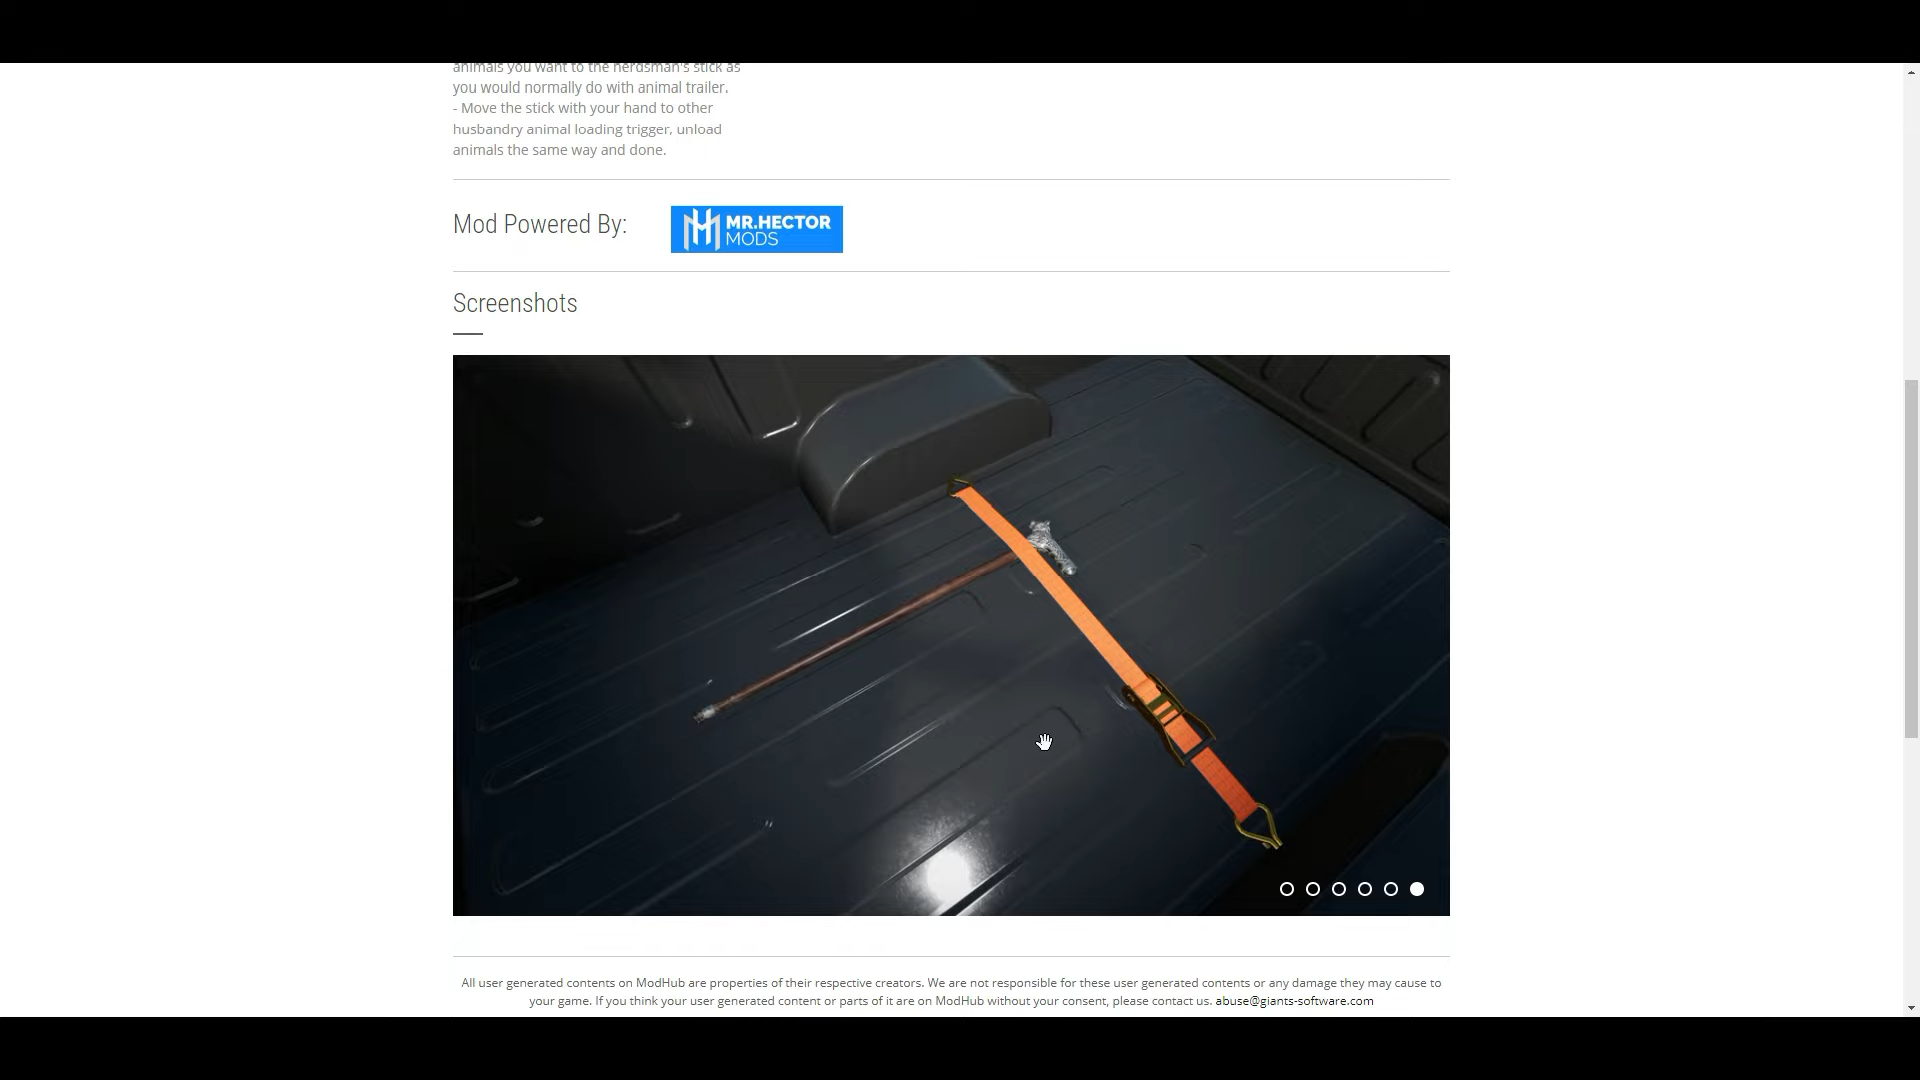 animals you want to the herdsman's stick as
you would normally do with animal trailer.
- Move the stick with your hand to other
husbandry animal loading trigger, unload
animals the same way and done.
Mod Powered By:
MR.HECTOR
MODS
Screenshots
All user generated contents on ModHub are properties of their respective creators. We are not responsible for these user generated contents or any damage they may cause to
your game. If you think your user generated content or parts of it are on ModHub without your consent, please contact us. abuse@giants-software.com